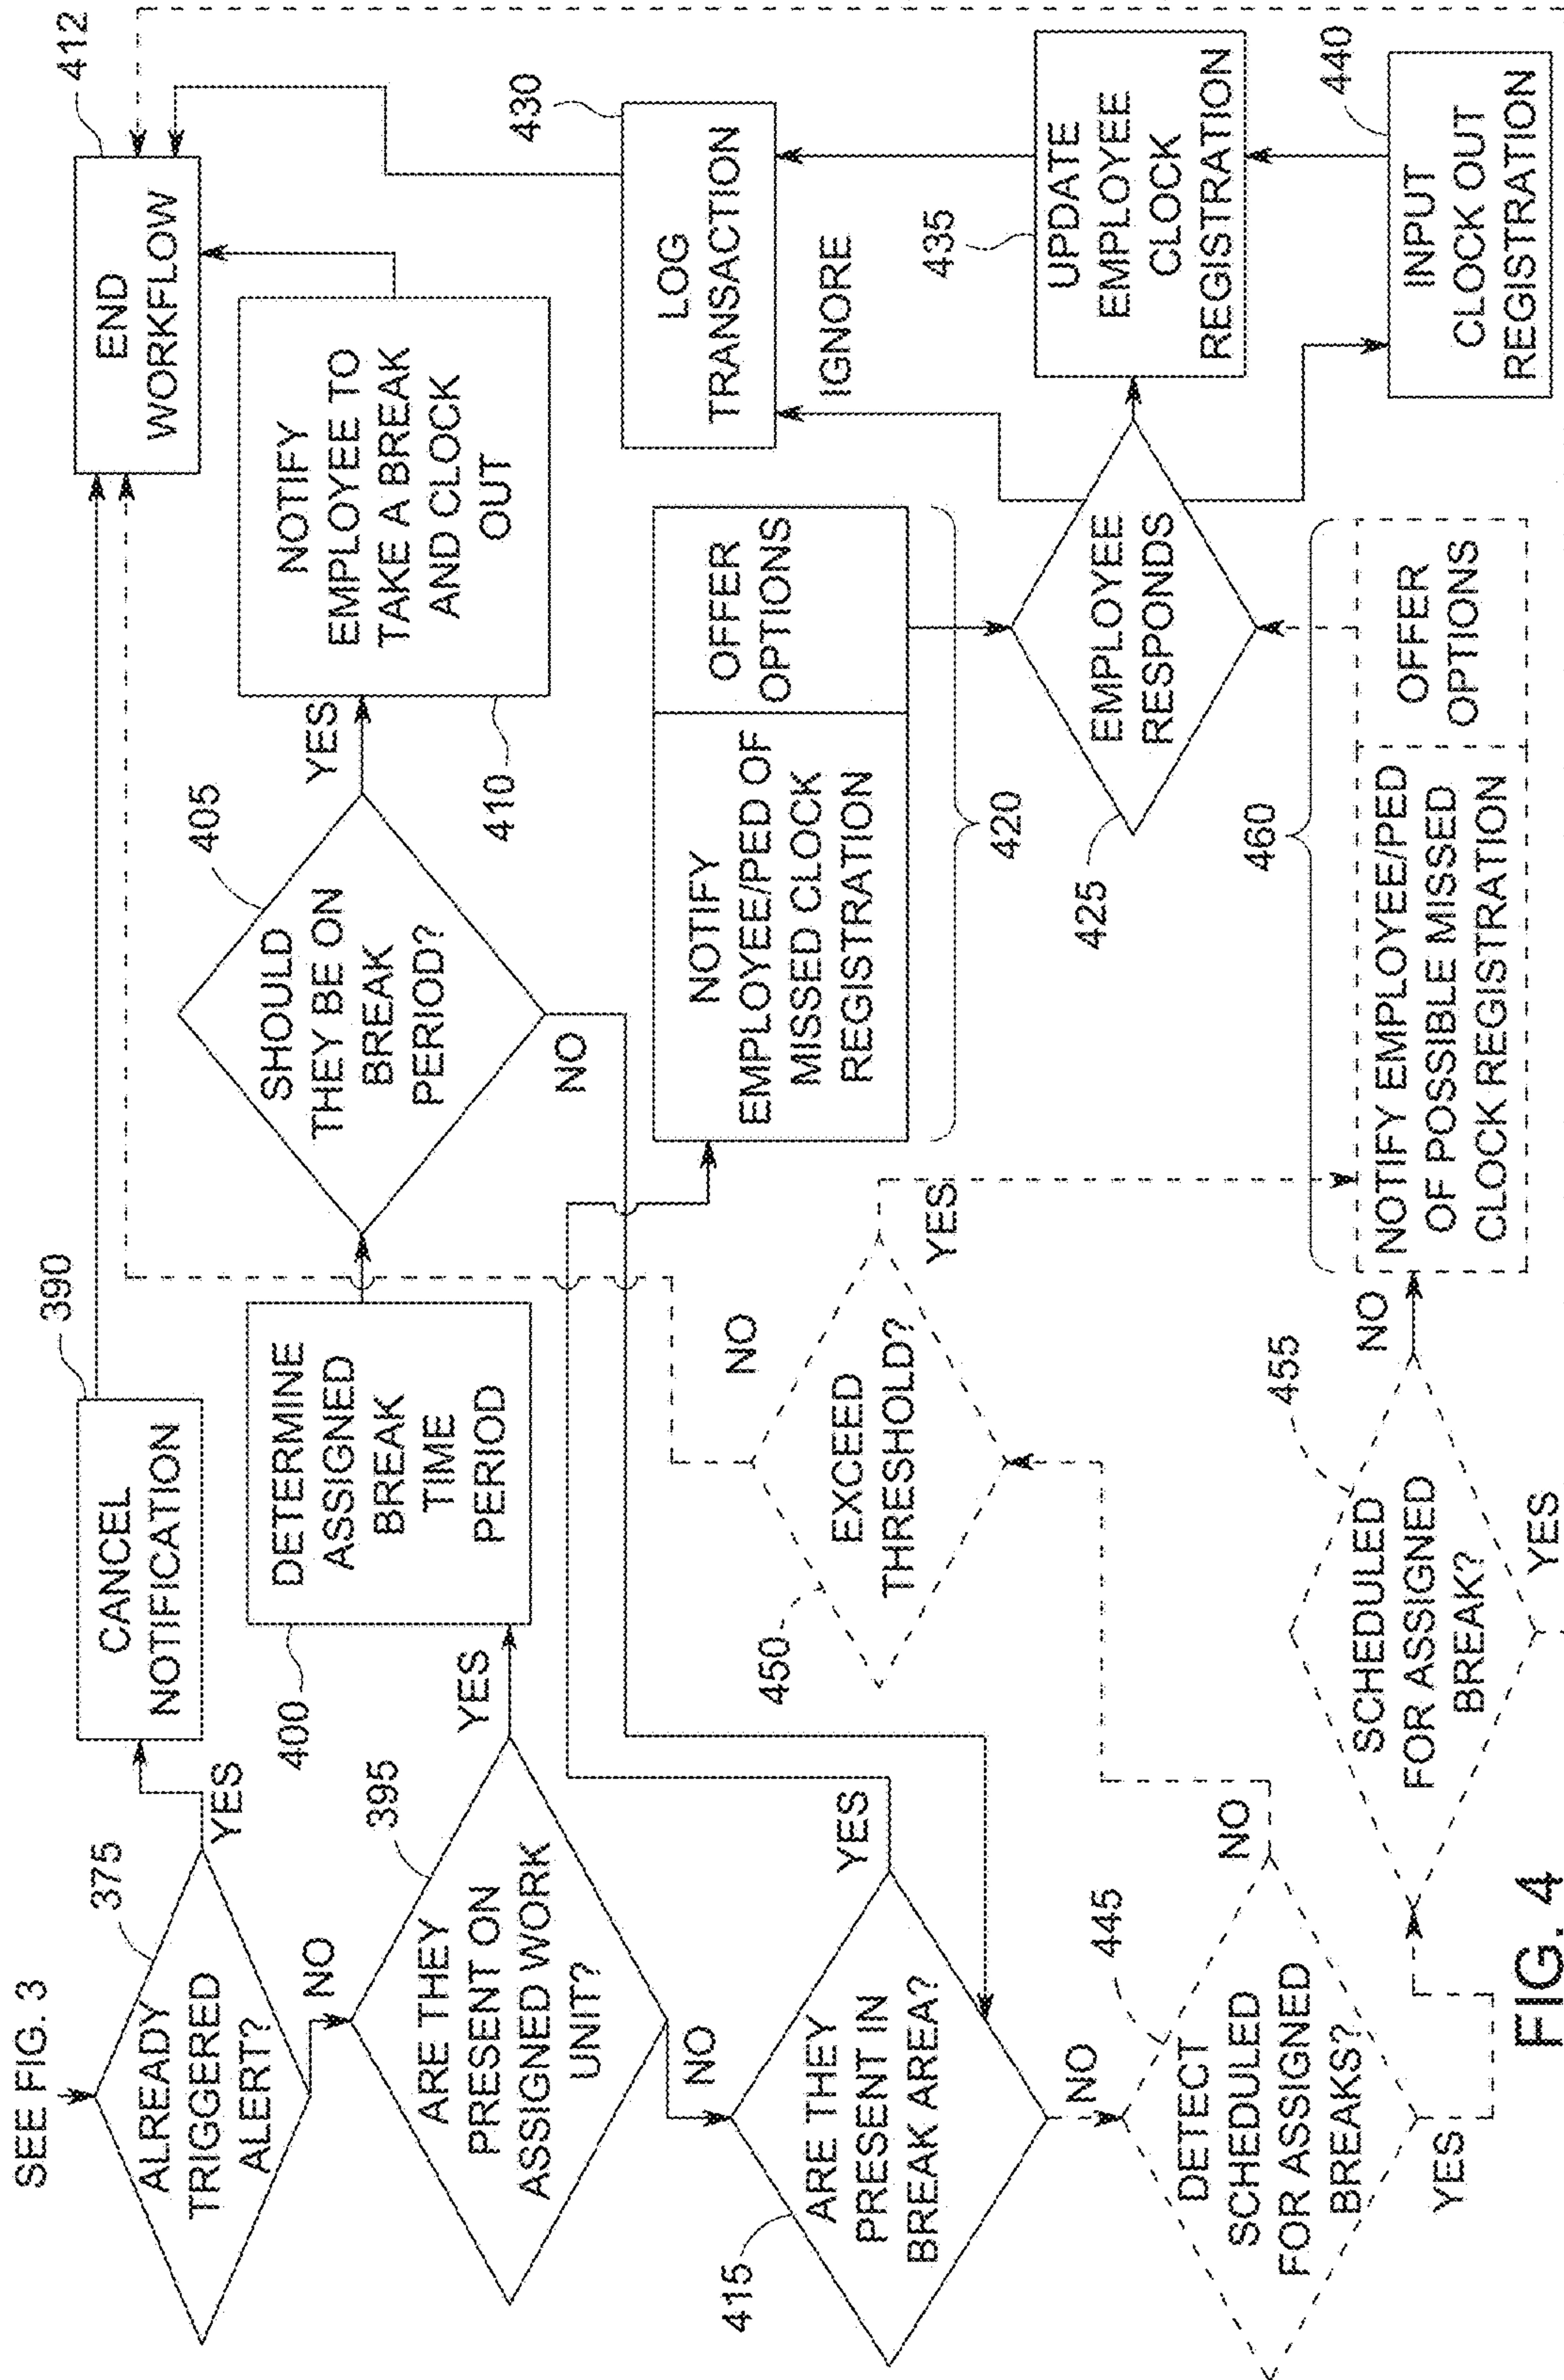 SEE FIG. 3
ALREADY
TRIGGERED
ALERT?
375
YES
NO
CANCEL
NOTIFICATION
390
END
WORKFLOW
412
ARE THEY
PRESENT ON
ASSIGNED WORK
UNIT?
395
YES
NO
DETERMINE
ASSIGNED
BREAK
TIME
PERIOD
400
SHOULD
THEY BE ON
BREAK
PERIOD?
405
YES
NO
NOTIFY
EMPLOYEE TO
TAKE A BREAK
AND CLOCK
OUT
410
ARE THEY
PRESENT IN
BREAK AREA?
415
YES
NO
NOTIFY
EMPLOYEE/PED OF
MISSED CLOCK
REGISTRATION
OFFER
OPTIONS
420
LOG
TRANSACTION
430
IGNORE
EMPLOYEE
RESPONDS
425
UPDATE
EMPLOYEE
CLOCK
REGISTRATION
435
INPUT
CLOCK OUT
REGISTRATION
440
DETECT
SCHEDULED
FOR ASSIGNED
BREAKS?
445
NO
YES
EXCEED
THRESHOLD?
450
NO
YES
SCHEDULED
FOR ASSIGNED
BREAK?
455
NO
YES
460
NOTIFY EMPLOYEE/PED
OF POSSIBLE MISSED
CLOCK REGISTRATION
OFFER
OPTIONS
FIG. 4